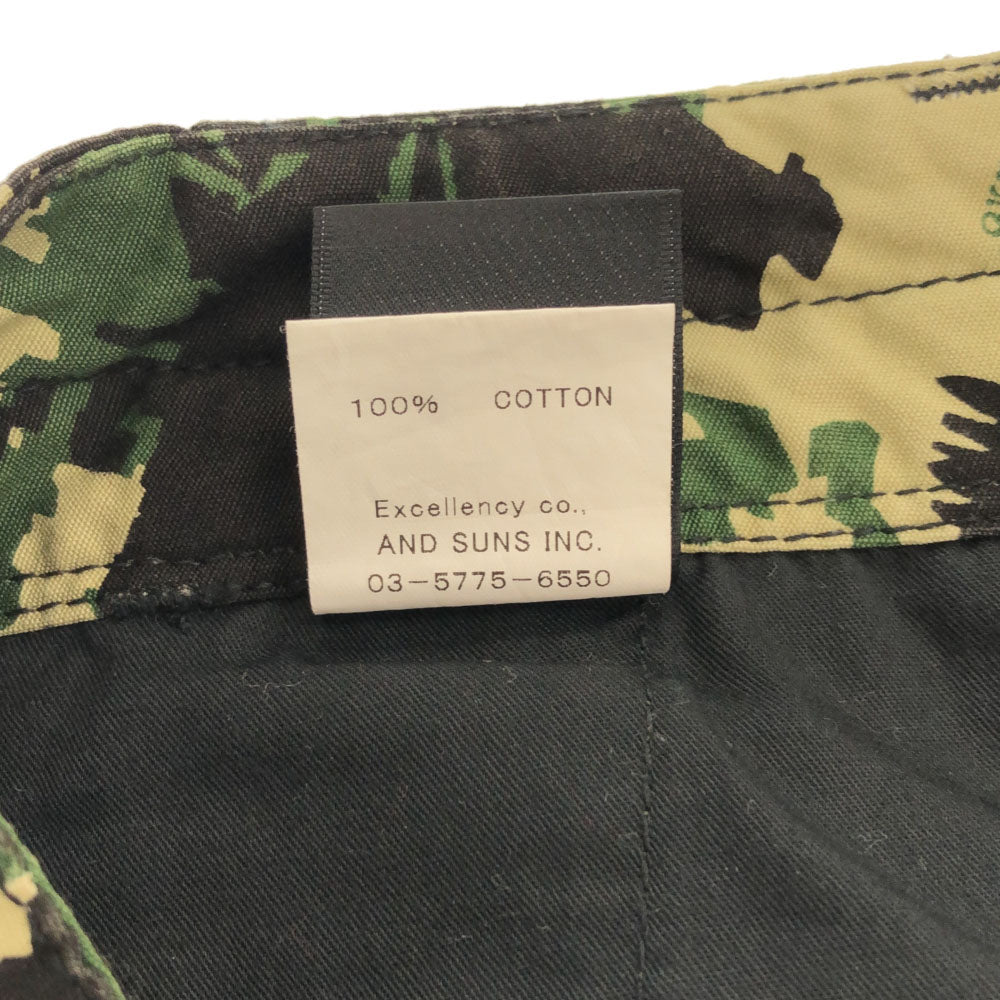 100% COTTON
Excellency co.,
AND SUNS INC.
03-5775-6550